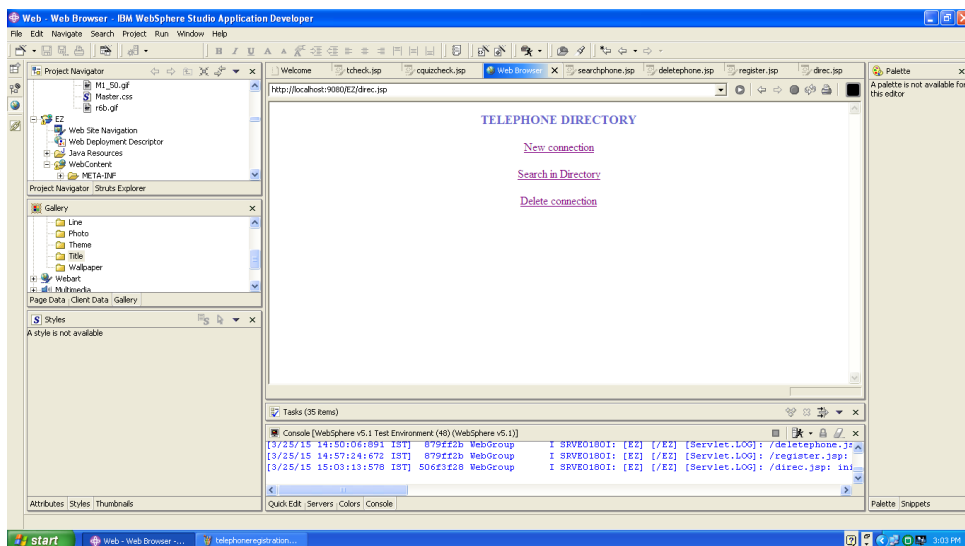 Web - Web Browser - IBM WebSphere Studio Application Developer
File Edit Navigate Search Project Run Window Help
Project Navigator
M1_50.gif
Master.css
r6b.gif
EZ
Web Site Navigation
Web Deployment Descriptor
Java Resources
WebContent
META-INF
Project Navigator Struts Explorer
Gallery
Line
Photo
Theme
Title
Wallpaper
Webart
Multimedia
Page Data Client Data Gallery
Styles
A style is not available
Attributes Styles Thumbnails
Welcome tcheck.jsp cquizcheck.jsp Web Browser searchphone.jsp deletephone.jsp register.jsp direc.jsp
http://localhost:9080/EZ/direc.jsp
TELEPHONE DIRECTORY
New connection
Search in Directory
Delete connection
Tasks (35 items)
Console [WebSphere v5.1 Test Environment (48) (WebSphere v5.1)]
[3/25/15 14:50:06:891 IST] 879ff2b WebGroup I SRVE0180I: [EZ] [/EZ] [Servlet.LOG]: /deletephone.js
[3/25/15 14:57:24:672 IST] 879ff2b WebGroup I SRVE0180I: [EZ] [/EZ] [Servlet.LOG]: /register.jsp:
[3/25/15 15:03:13:578 IST] 506f3f28 WebGroup I SRVE0180I: [EZ] [/EZ] [Servlet.LOG]: /direc.jsp: ini
Quick Edit Servers Colors Console
Palette
A palette is not available for
this editor
Palette Snippets
start Web - Web Browser -... telephoneregistration... 3:03 PM